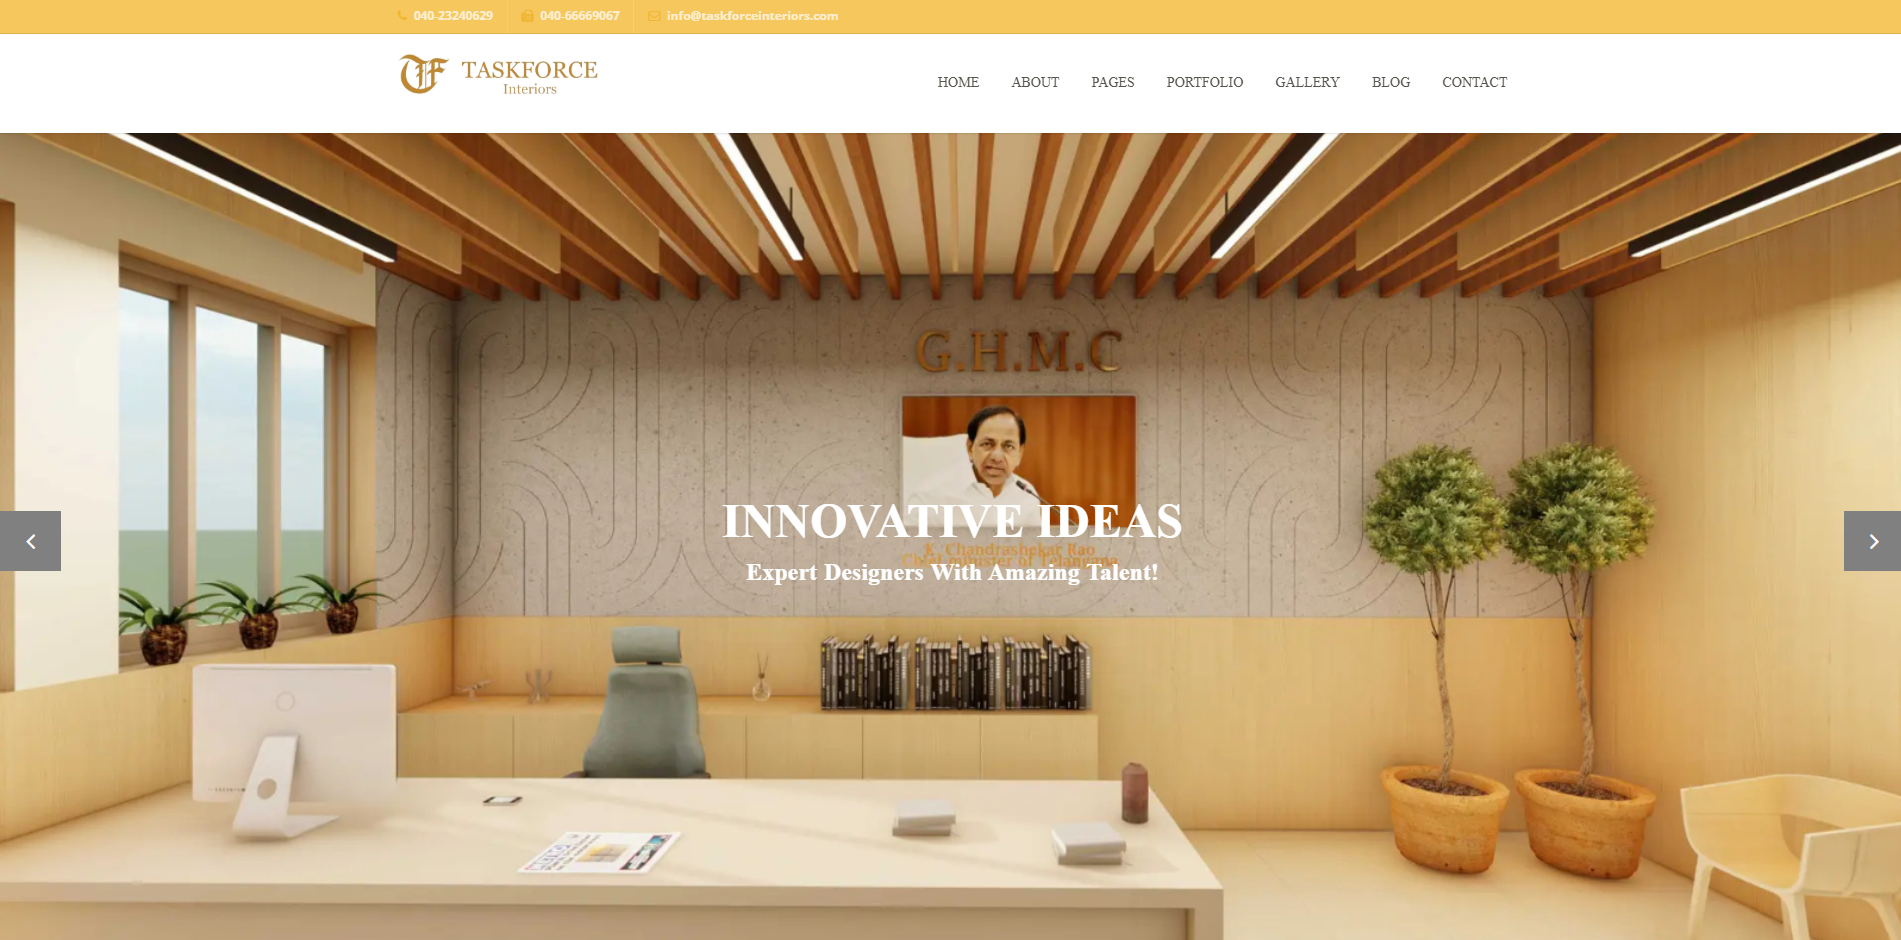 040-23240629 040-66669067 info@taskforceinteriors.com
TF TASKFORCE
Interiors
HOME ABOUT PAGES PORTFOLIO GALLERY BLOG CONTACT
G.H.M.C
INNOVATIVE IDEAS
K. Chandrashekar Rao
Chief minister of Telangana
Expert Designers With Amazing Talent!